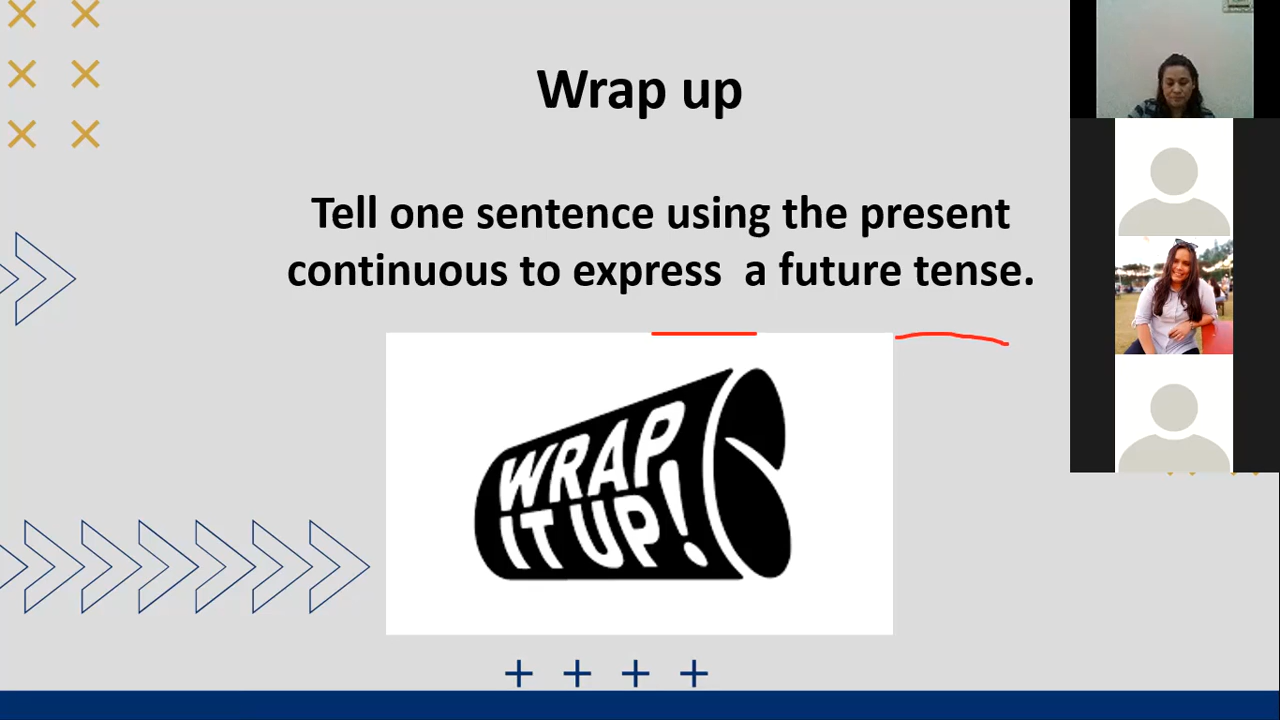 Wrap up
Tell one sentence using the present
continuous to express a future tense.
WRAP
IT UP!